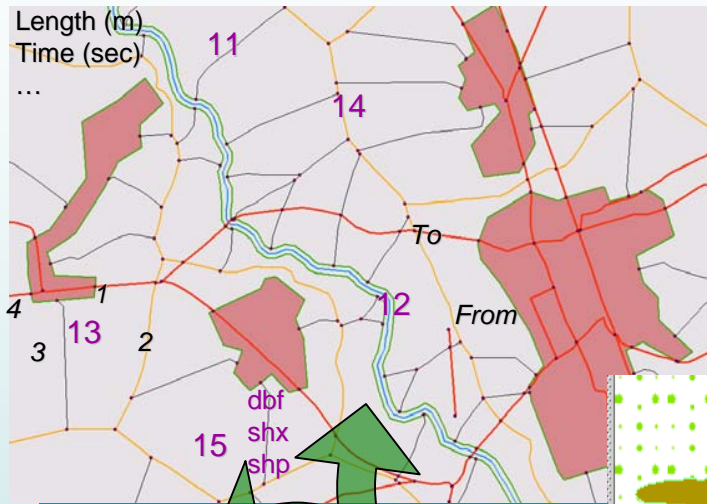 Length (m)
Time (sec)
...
11
14
To
12
From
1
4
13
2
3
dbf
shx
shp
15